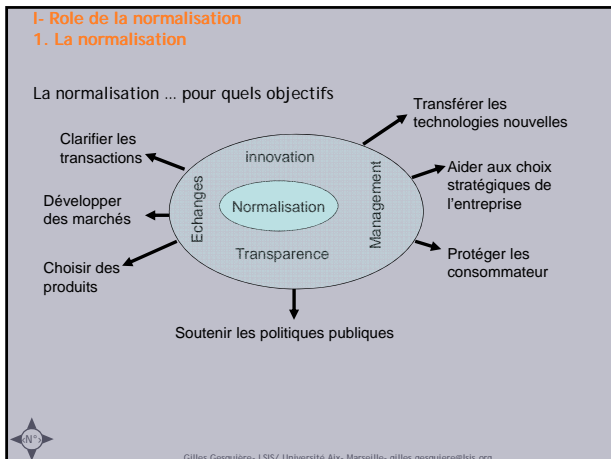 I- Role de la normalisation
1. La normalisation
La normalisation ... pour quels objectifs
Transférer les
technologies nouvelles
Clarifier les
transactions
innovation
Aider aux choix
stratégiques de
l'entreprise
Echanges
Normalisation
Management
Développer
des marchés
Transparence
Protéger les
consommateur
Choisir des
produits
Soutenir les politiques publiques
‹N°›
Gilles Gesquière- LSIS/ Université Aix- Marseille- gilles.gesquiere@lsis.org